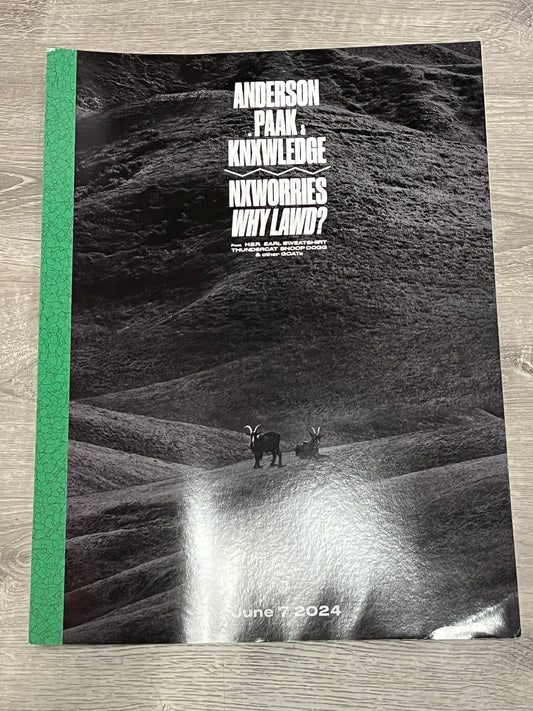 ANDERSON
.PAAK &
KNXWLEDGE
NXWORRIES
WHY LAWD?
Feat. H.E.R. EARL SWEATSHIRT
THUNDERCAT SNOOP DOGG
& other GOATs
June 7, 2024